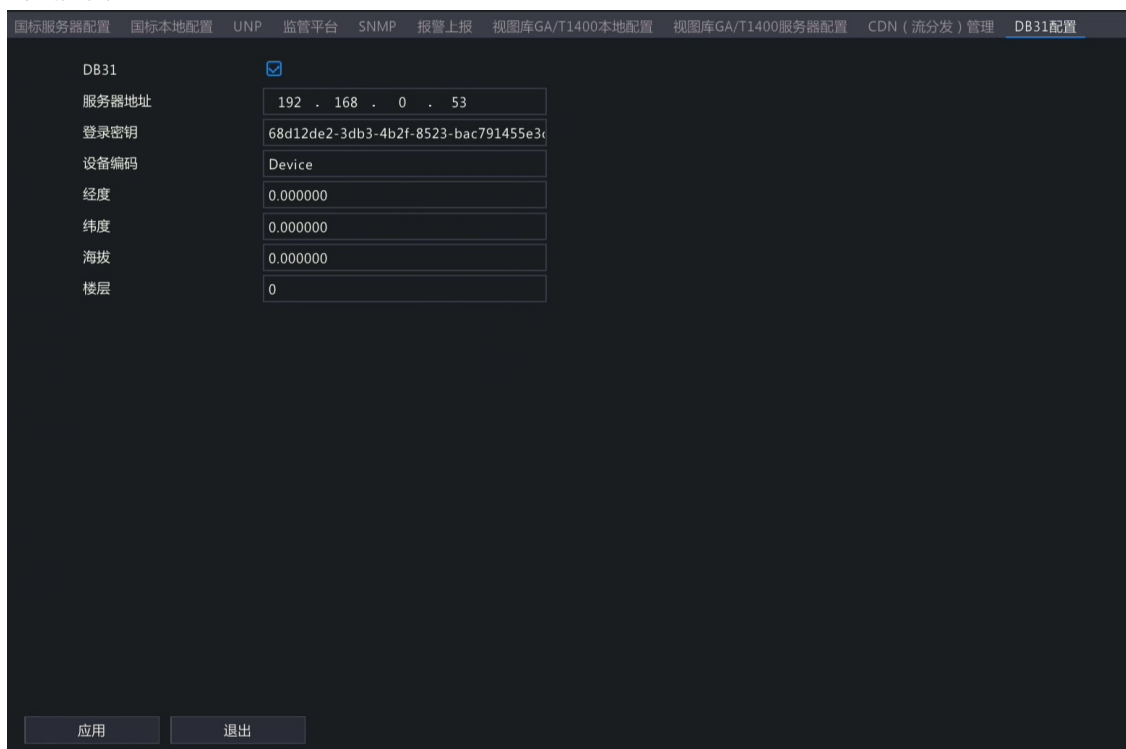 国标服务器配置 国标本地配置 UNP 监管平台 SNMP 报警上报 视图库GA/T1400本地配置 视图库GA/T1400服务器配置 CDN（流分发）管理 DB31配置
DB31
服务器地址 192 . 168 . 0 . 53
登录密钥 68d12de2-3db3-4b2f-8523-bac791455e3
设备编码 Device
经度 0.000000
纬度 0.000000
海拔 0.000000
楼层 0
应用 退出